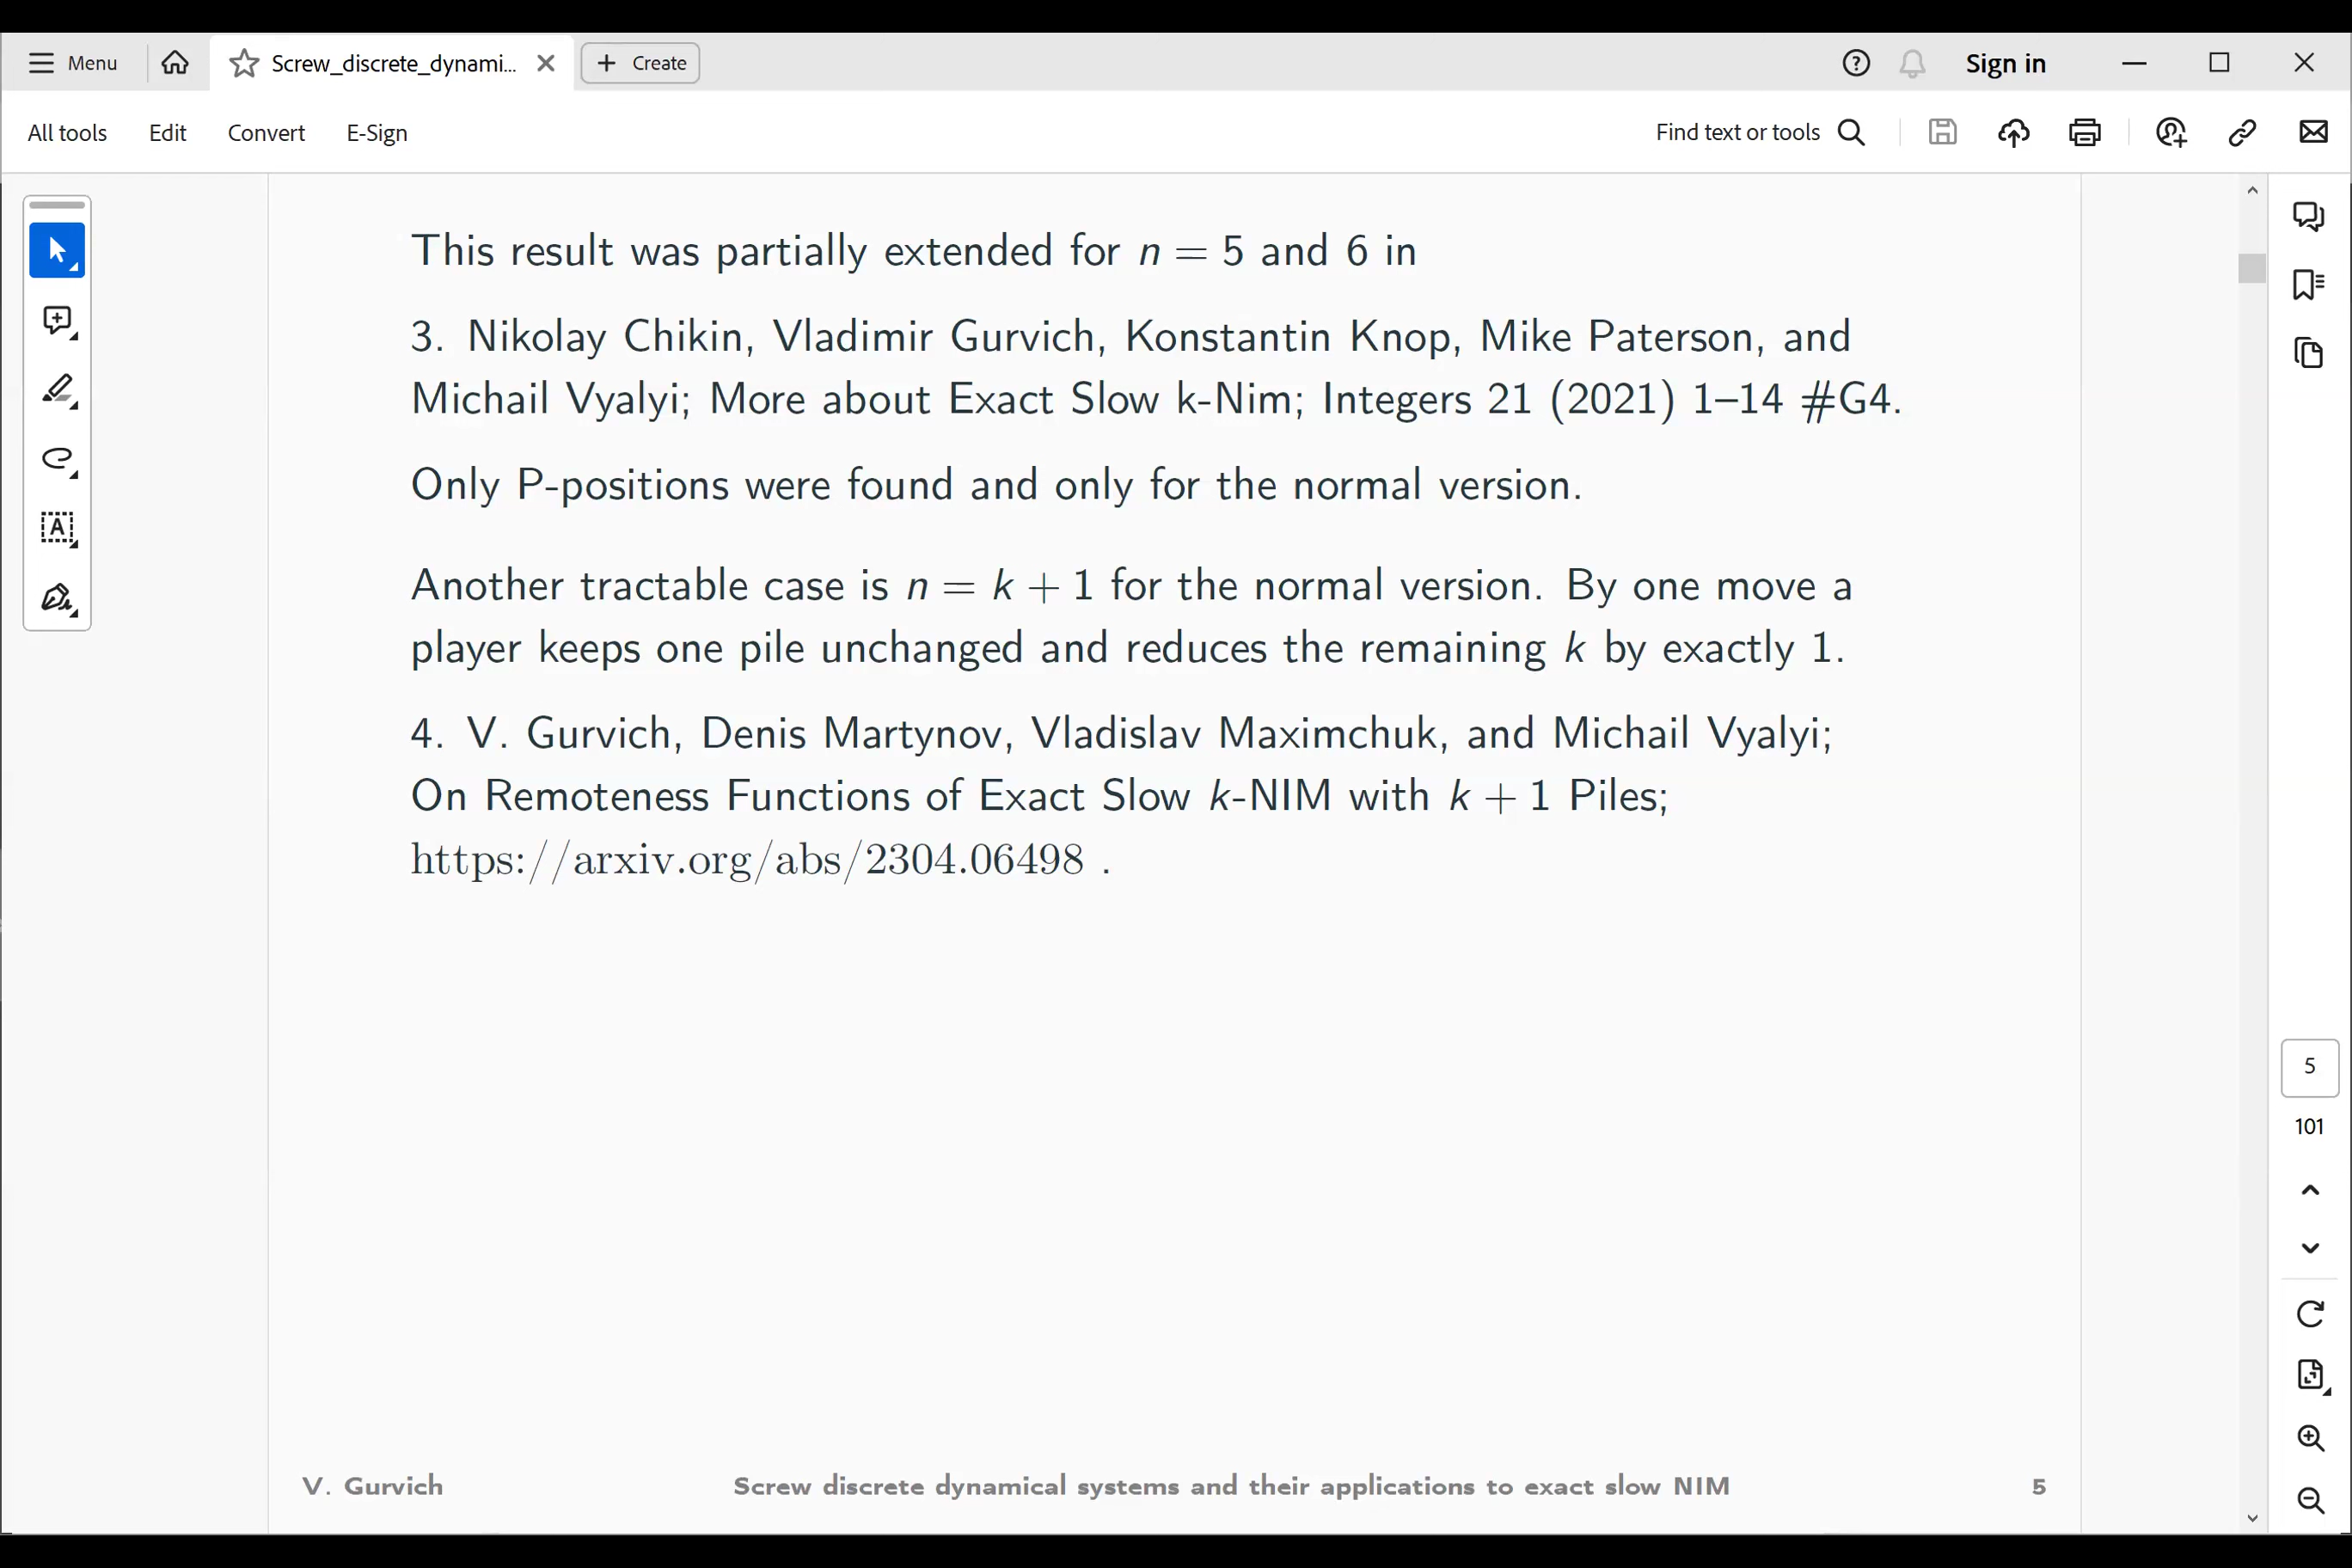 Menu
Screw_discrete_dynami...
Create
Sign in
All tools
Edit
Convert
E-Sign
Find text or tools
This result was partially extended for n = 5 and 6 in
3. Nikolay Chikin, Vladimir Gurvich, Konstantin Knop, Mike Paterson, and
Michail Vyalyi; More about Exact Slow k-Nim; Integers 21 (2021) 1–14 #G4.
Only P-positions were found and only for the normal version.
Another tractable case is n = k + 1 for the normal version. By one move a
player keeps one pile unchanged and reduces the remaining k by exactly 1.
4. V. Gurvich, Denis Martynov, Vladislav Maximchuk, and Michail Vyalyi;
On Remoteness Functions of Exact Slow k-NIM with k + 1 Piles;
https://arxiv.org/abs/2304.06498 .
5
101
V. Gurvich
Screw discrete dynamical systems and their applications to exact slow NIM
5